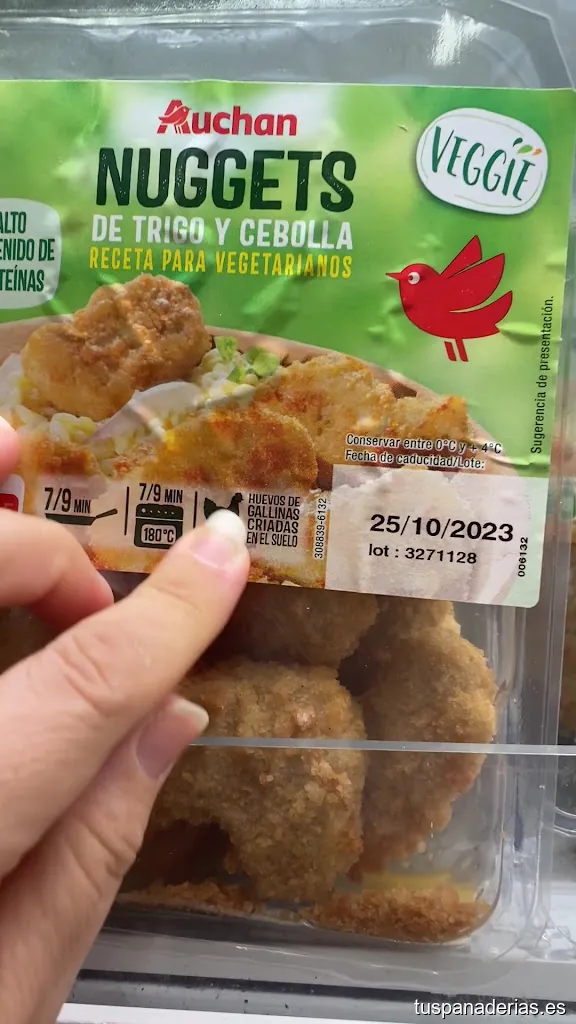 Auchan
VEGGIE
NUGGETS
DE TRIGO Y CEBOLLA
RECETA PARA VEGETARIANOS
ALTO
ENIDO DE
TEÍNAS
Sugerencia de presentación.
Conservar entre 0°C y + 4°C
Fecha de caducidad/Lote:
7/9 MIN
7/9 MIN
180°C
HUEVOS DE
GALLINAS
CRIADAS
EN EL SUELO
308839-6132
25/10/2023
lot : 3271128
006132
tuspanaderias.es